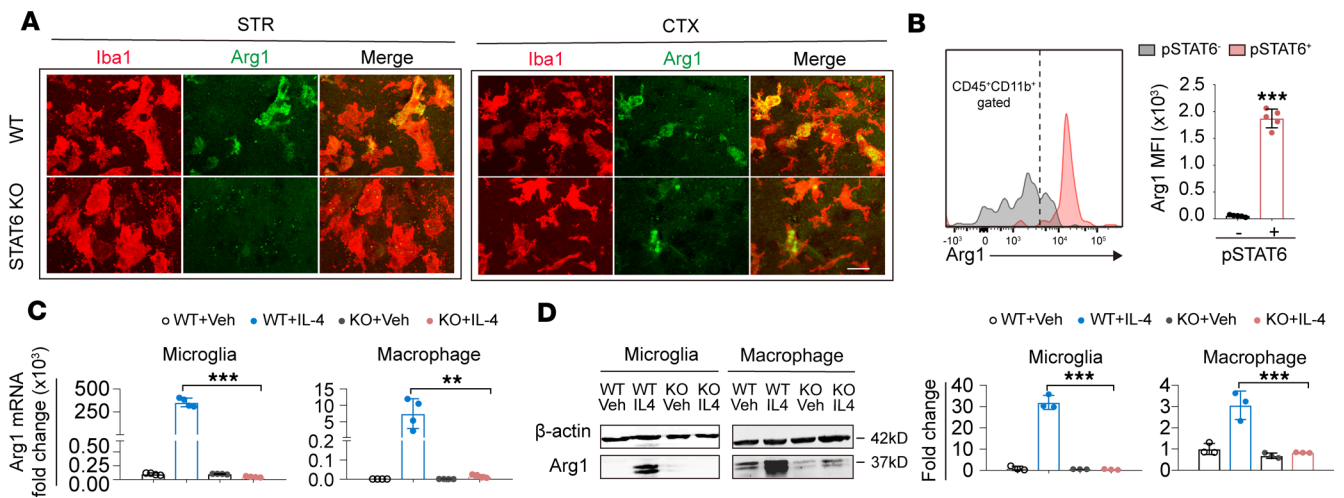 A
STR
CTX
Iba1 Arg1 Merge
Iba1 Arg1 Merge
WT
STAT6 KO
B
pSTAT6⁻ pSTAT6⁺
CD45⁺CD11b⁺
gated
-10³ 0 10³ 10⁴ 10⁵
Arg1
Arg1 MFI (x10³)
2.0
1.5
1.0
0.5
0.0
***
- +
pSTAT6
C
WT+Veh WT+IL-4 KO+Veh KO+IL-4
Arg1 mRNA
fold change (x10³)
Microglia
500
250
0.50
0.25
0.00
***
Macrophage
15
10
5
0.2
0.1
0.0
**
D
Microglia Macrophage
WT WT KO KO WT WT KO KO
Veh IL4 Veh IL4 Veh IL4 Veh IL4
β-actin – 42kD
Arg1 – 37kD
WT+Veh WT+IL-4 KO+Veh KO+IL-4
Fold change
Microglia
40
30
20
10
0
***
Macrophage
4
3
2
1
0
***